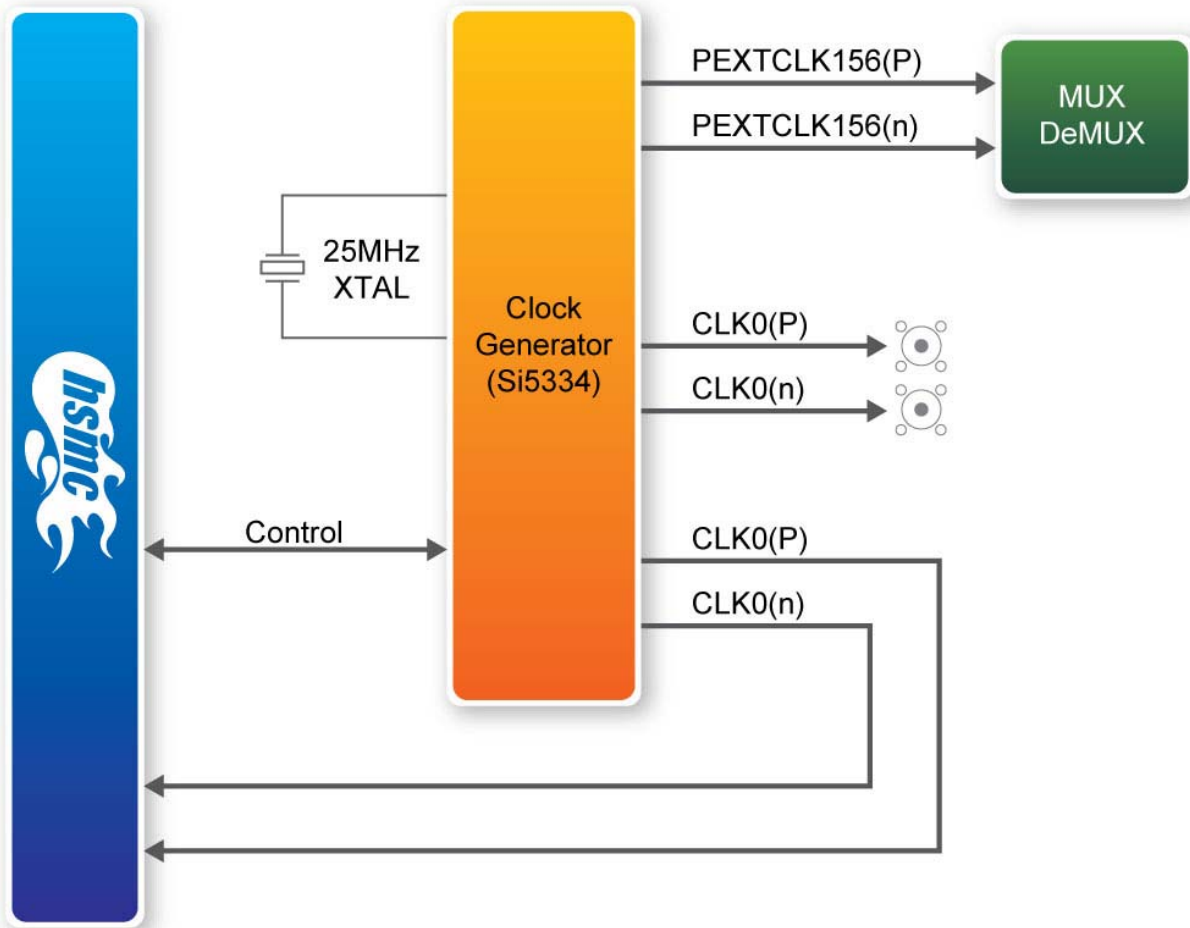 PEXTCLK156(P)
PEXTCLK156(n)
MUX
DeMUX
25MHz
XTAL
Clock
Generator
(Si5334)
CLK0(P)
CLK0(n)
hsmc
Control
CLK0(P)
CLK0(n)